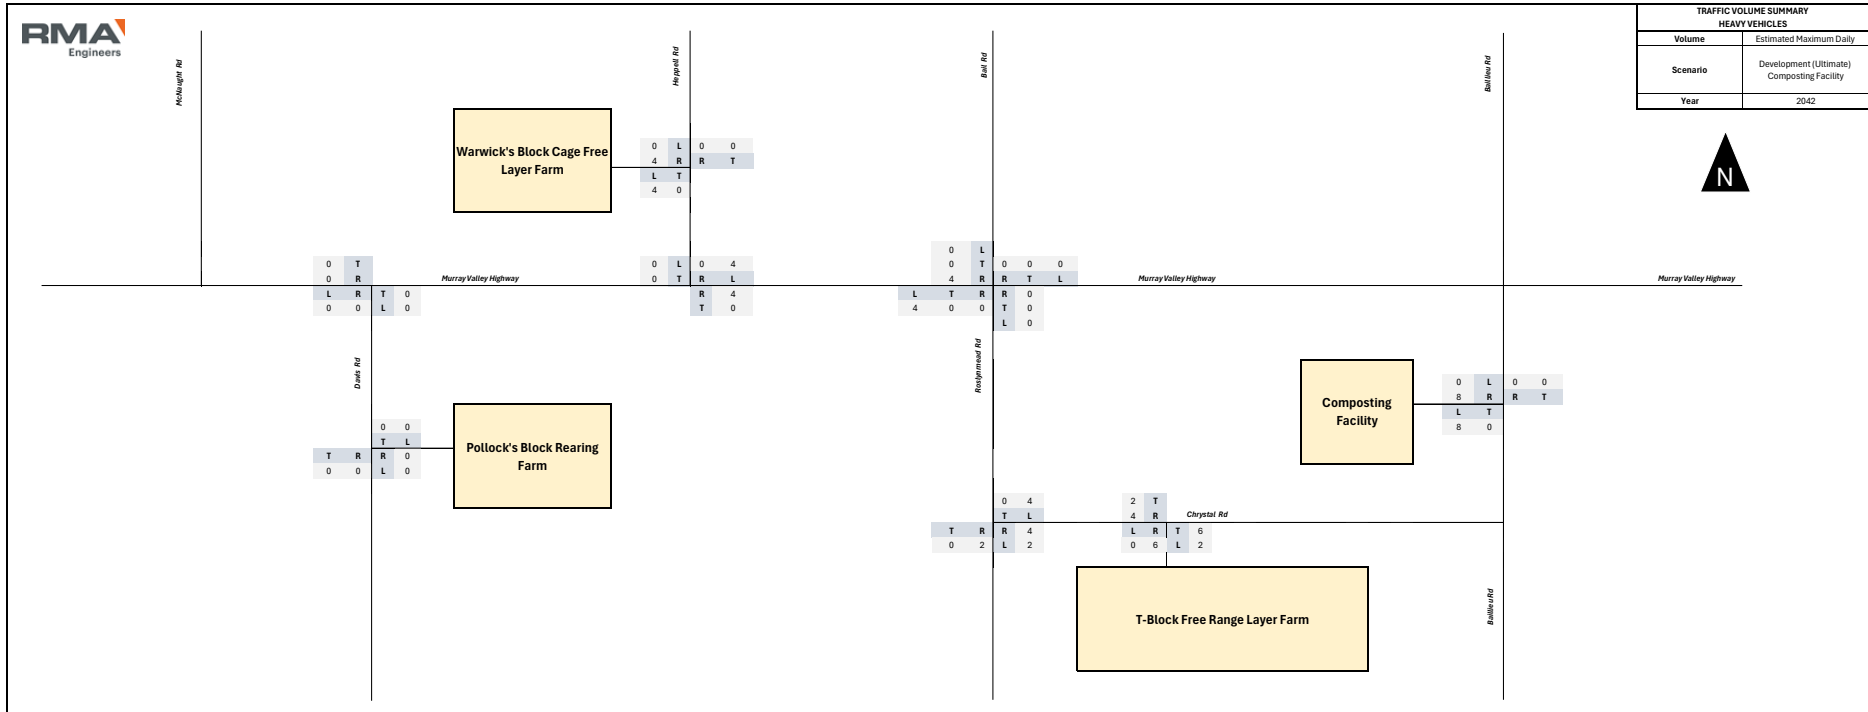 RMA
Engineers
TRAFFIC VOLUME SUMMARY
HEAVY VEHICLES
Volume Estimated Maximum Daily
Scenario Development (Ultimate)
Composting Facility
Year 2042
N
McNaught Rd
Heppell Rd
Ball Rd
Baillieu Rd
Warwick's Block Cage Free
Layer Farm
0 L 0 0
4 R R T
L T
4 0
0 T
0 R
L R T 0
0 0 L 0
Murray Valley Highway
0 L 0 4
0 T R L
R 4
T 0
0 L
0 T 0 0 0
4 R R T L
L T R R 0
4 0 0 T 0
L 0
Murray Valley Highway
Murray Valley Highway
Davis Rd
Roslynmead Rd
0 0
T L
T R R 0
0 0 L 0
Pollock's Block Rearing
Farm
Composting
Facility
0 L 0 0
8 R R T
L T
8 0
0 4
T L
T R R 4
0 2 L 2
2 T
4 R
L R T 6
0 6 L 2
Chrystal Rd
T-Block Free Range Layer Farm
Baillieu Rd